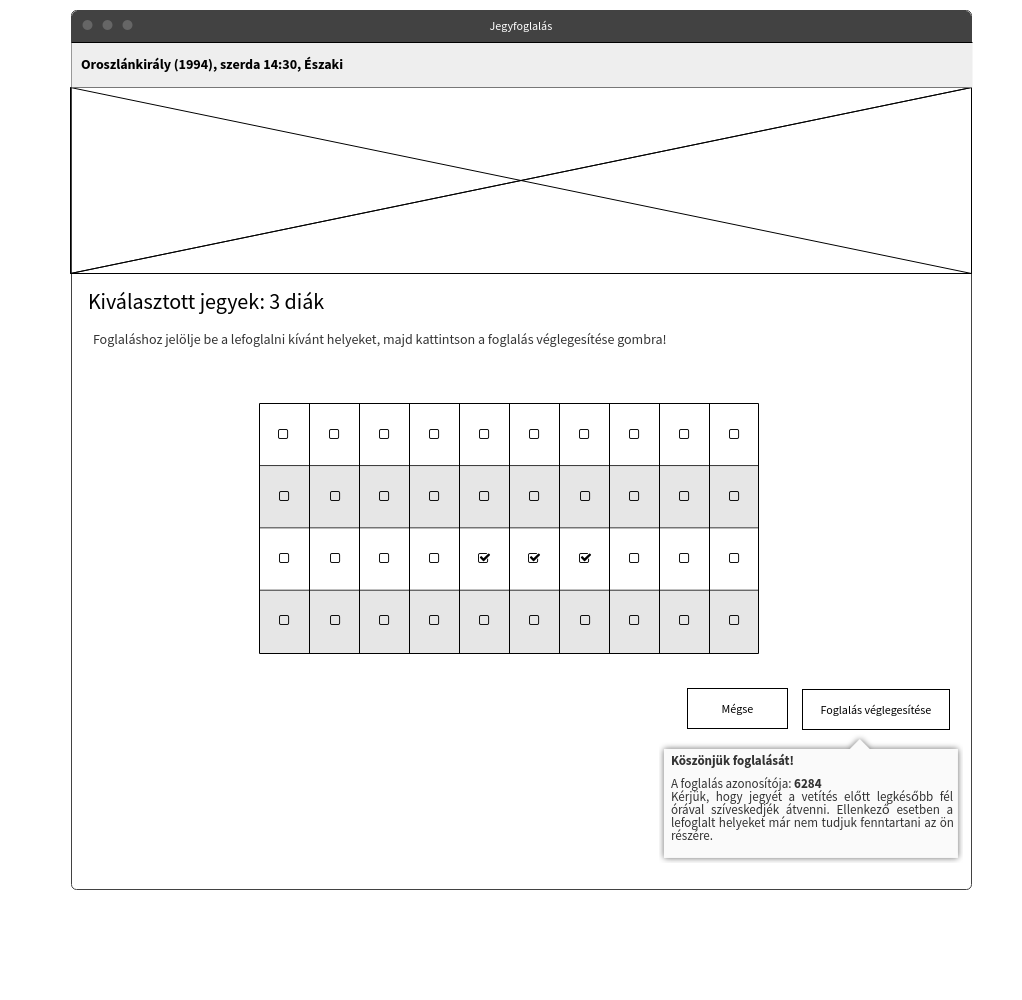 Jegyfoglalás
Oroszlánkirály (1994), szerda 14:30, Északi
Kiválasztott jegyek: 3 diák
Foglaláshoz jelölje be a lefoglalni kívánt helyeket, majd kattintson a foglalás véglegesítése gombra!
Mégse
Foglalás véglegesítése
Köszönjük foglalását!
A foglalás azonosítója: 6284
Kérjük, hogy jegyét a vetítés előtt legkésőbb fél
órával szíveskedjék átvenni. Ellenkező esetben a
lefoglalt helyeket már nem tudjuk fenntartani az ön
részére.